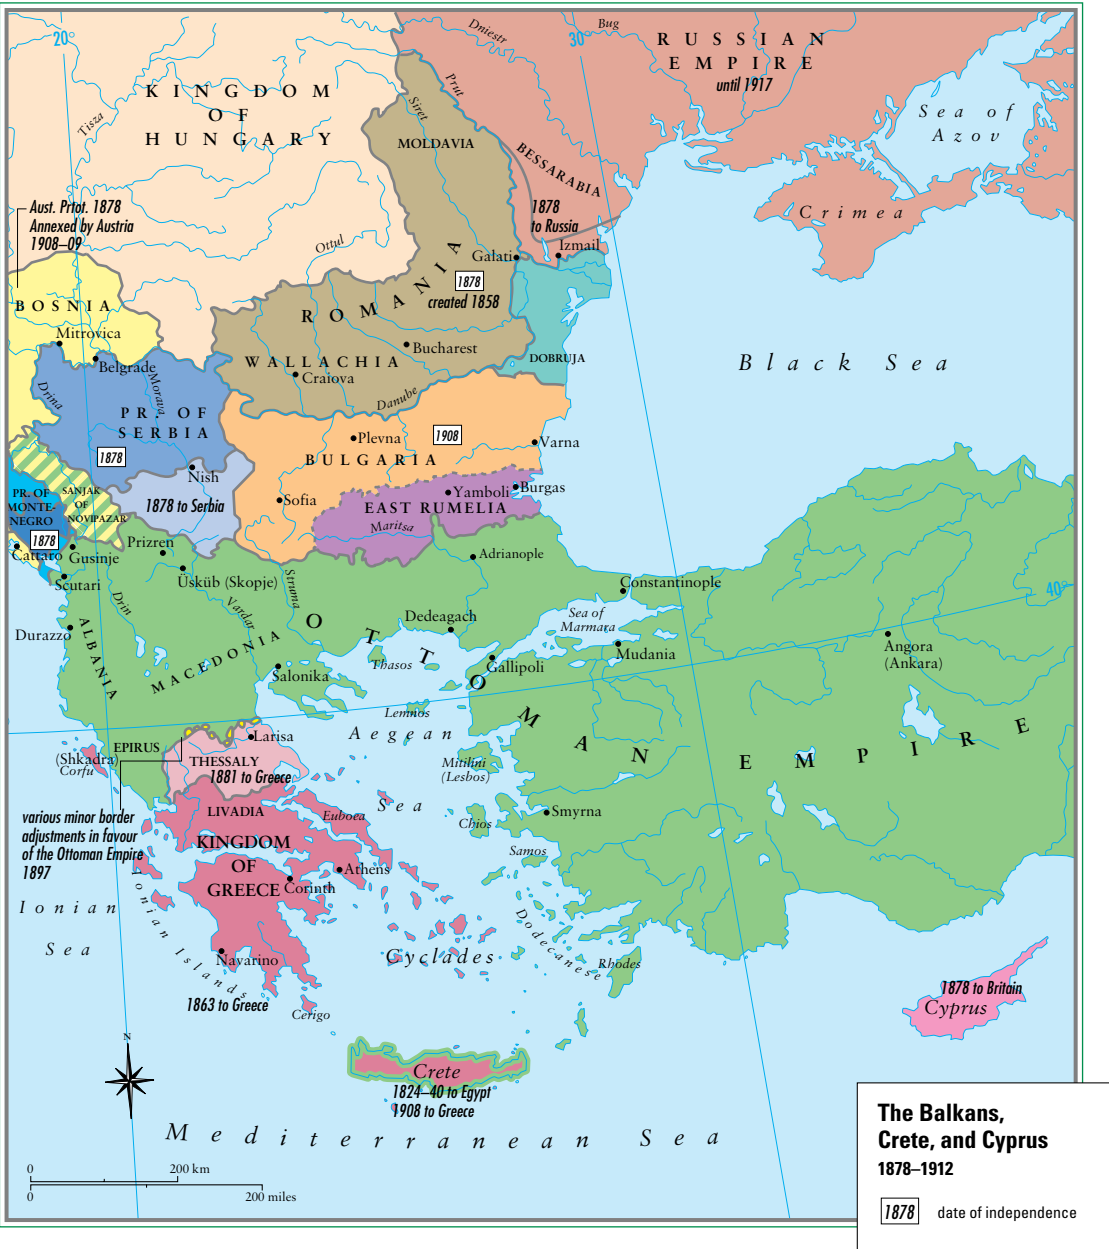 20°
30°
Dniestr
Bug
RUSSIAN
EMPIRE
until 1917
KINGDOM
OF
HUNGARY
Tisza
Prut
Siret
Sea of
Azov
MOLDAVIA
BESSARABIA
Aust. Prtot. 1878
Annexed by Austria
1908–09
1878
to Russia
Crimea
Ottul
Galati
Izmail
BOSNIA
ROMANIA
1878
created 1858
Mitrovica
Belgrade
Bucharest
DOBRUJA
Black Sea
WALLACHIA
Craiova
Drina
Morava
Danube
PR. OF
SERBIA
1878
Plevna
1908
Varna
BULGARIA
Nish
PR. OF
MONTE-
NEGRO
1878
SANJAK
OF
NOVIPAZAR
1878 to Serbia
Sofia
Yamboli
Burgas
EAST RUMELIA
Maritsa
Cattaro
Gusinje
Prizren
Adrianople
Scutari
Üsküb (Skopje)
Struma
Constantinople
40°
Drin
Vardar
Durazzo
ALBANIA
MACEDONIA
OTTOMAN EMPIRE
Dedeagach
Sea of
Marmara
Mudania
Angora
(Ankara)
Thasos
Gallipoli
Salonika
Lemnos
Aegean
Sea
Larisa
EPIRUS
(Shkadra)
Corfu
THESSALY
1881 to Greece
Mitilini
(Lesbos)
various minor border
adjustments in favour
of the Ottoman Empire
1897
LIVADIA
Euboea
Chios
Smyrna
KINGDOM
OF
GREECE
Samos
Athens
Corinth
Ionian
Sea
Ionian Islands
Dodecanese
Navarino
Cyclades
Rhodes
1863 to Greece
Cerigo
1878 to Britain
Cyprus
N
Crete
1824–40 to Egypt
1908 to Greece
Mediterranean Sea
0 200 km
0 200 miles
The Balkans,
Crete, and Cyprus
1878–1912
1878 date of independence